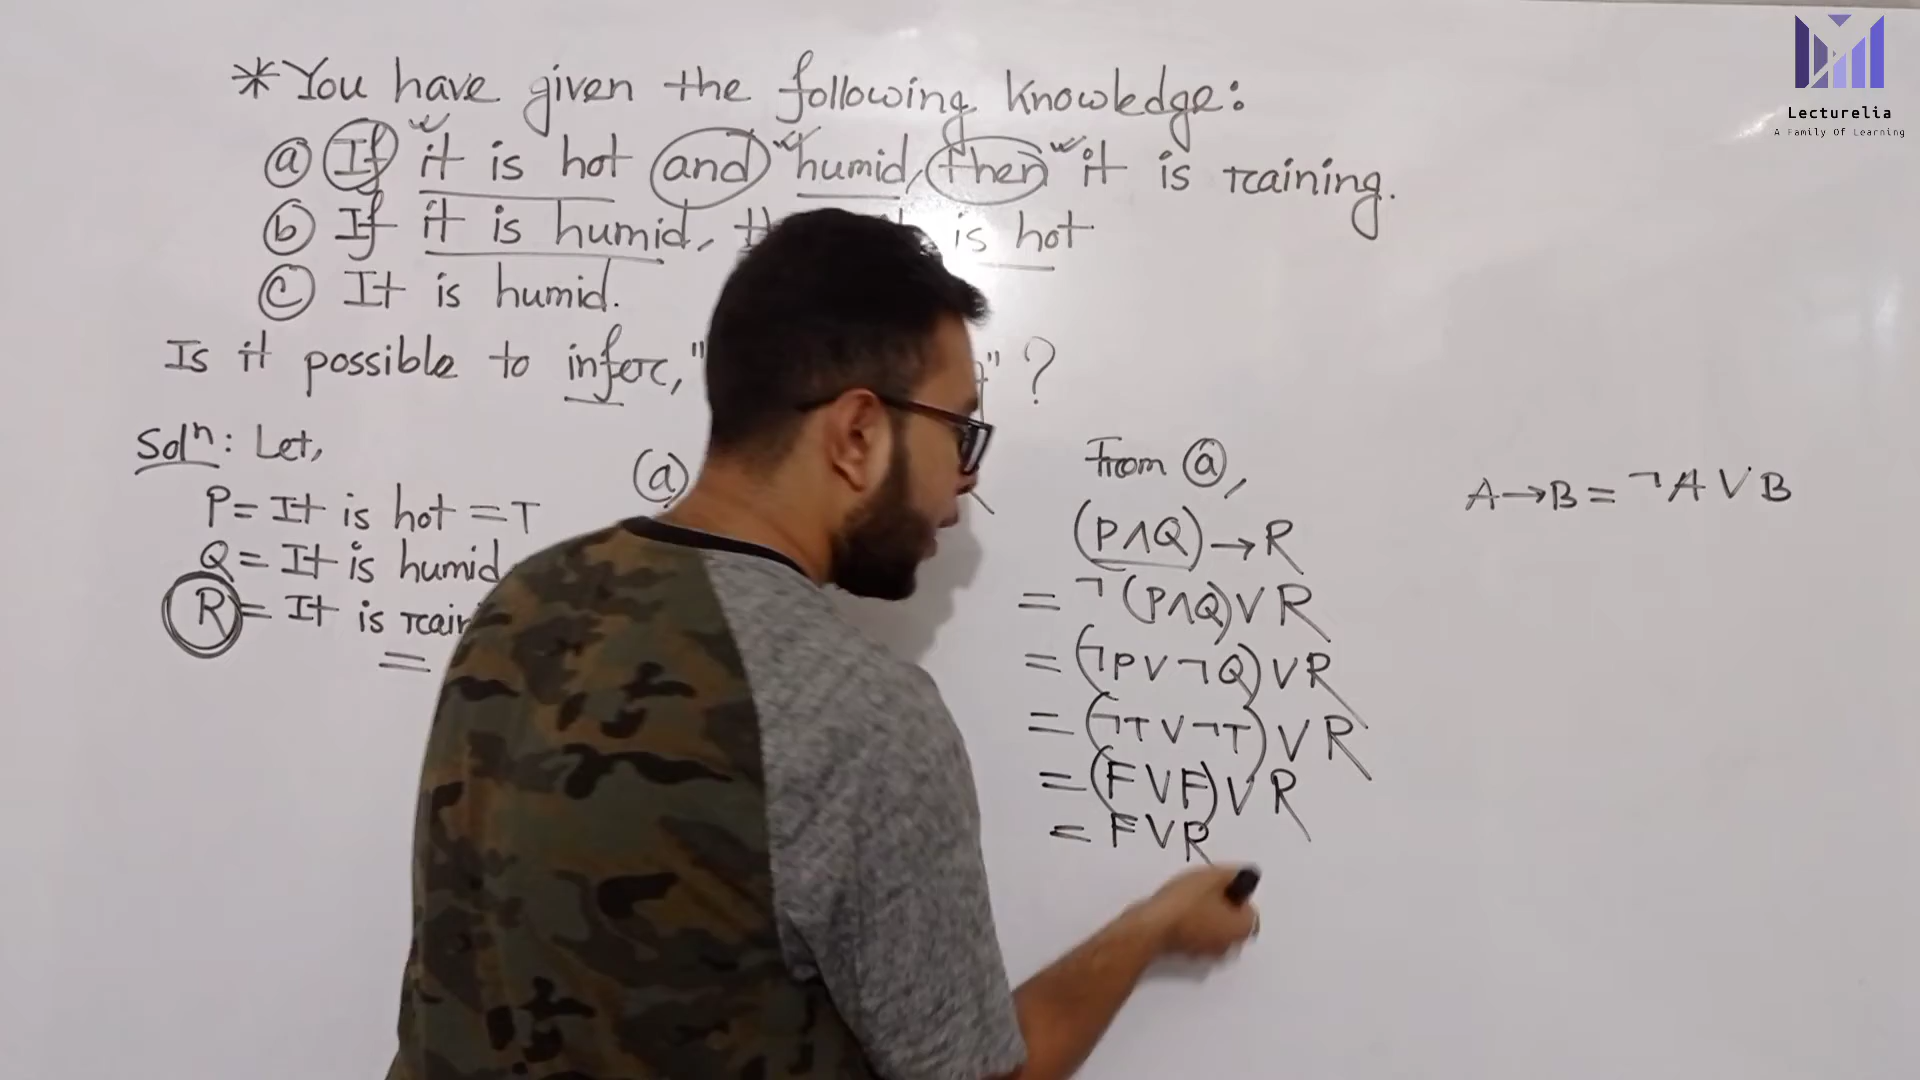 *You have given the following knowledge:
ⓐ If it is hot and humid, then it is raining.
ⓑ If it is humid, is hot
ⓒ It is humid.
Is it possible to infer, " " ?
Solⁿ: Let,
P = It is hot = T
Q = It is humid
R = It is
=
(a)
From ⓐ,
(P∧Q)→R
= ¬(P∧Q)∨R
= (¬P∨¬Q)∨R
= (¬T∨¬T)∨R
= (F∨F)∨R
= F∨R
A→B = ¬A∨B
Lecturelia
A Family Of Learning